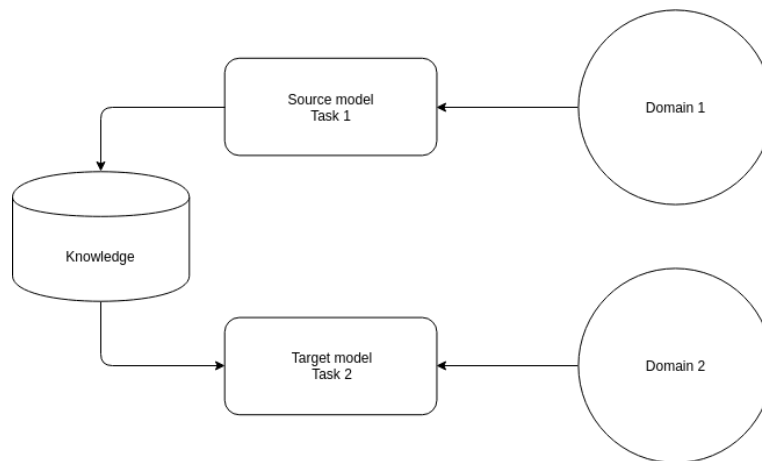 Source model
Task 1
Domain 1
Knowledge
Target model
Task 2
Domain 2